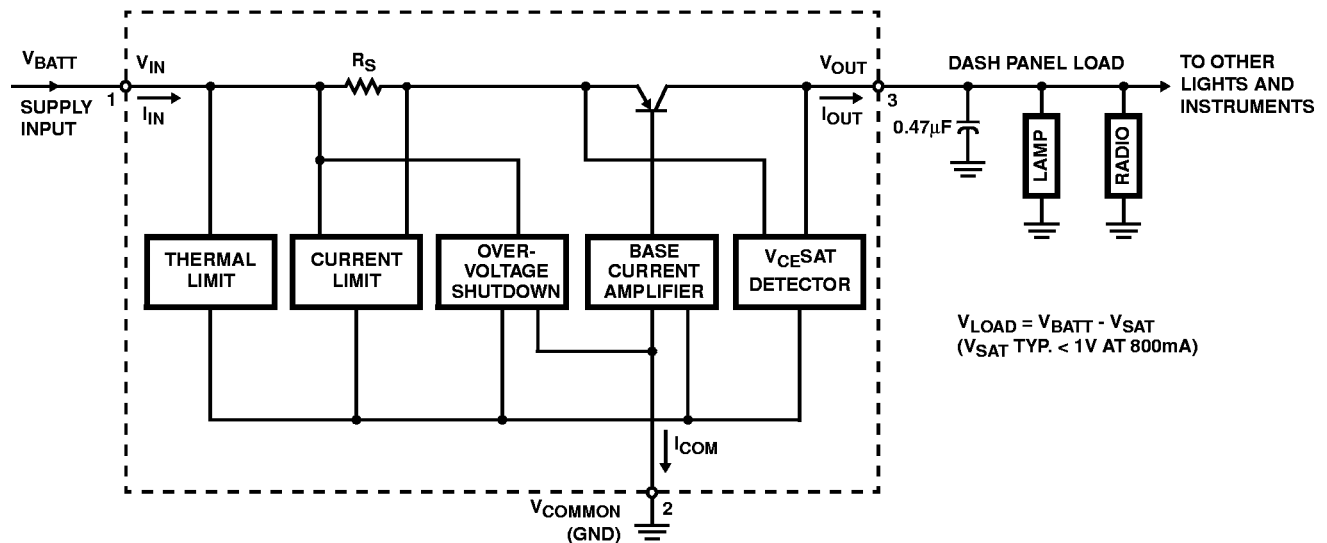 VBATT
SUPPLY
INPUT
1
VIN
IIN
RS
VOUT
IOUT
3
DASH PANEL LOAD
TO OTHER
LIGHTS AND
INSTRUMENTS
0.47µF
LAMP
RADIO
THERMAL
LIMIT
CURRENT
LIMIT
OVER-
VOLTAGE
SHUTDOWN
BASE
CURRENT
AMPLIFIER
VCESAT
DETECTOR
VLOAD = VBATT - VSAT
(VSAT TYP. < 1V AT 800mA)
ICOM
VCOMMON
(GND)
2